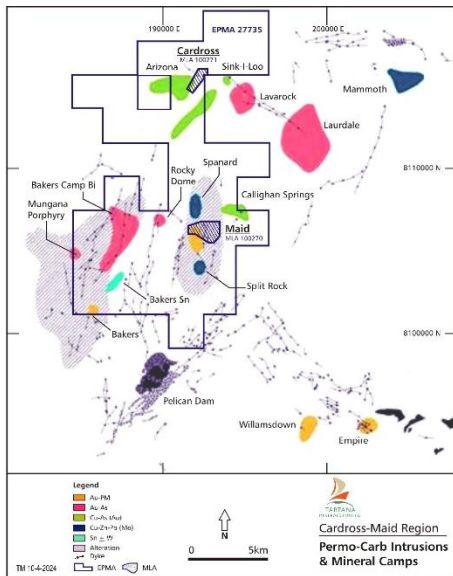 190000 E
EPMA 27735
200000 E
Cardross
MLA 100271
Arizona
Sink-I-Loo
Lavarock
Mammoth
Laurdale
8110000 N
Rocky
Dome
Spanard
Bakers Camp Bi
Mungana
Porphyry
Callighan Springs
Maid
MLA 100270
Split Rock
Bakers Sn
Bakers
8100000 N
Pelican Dam
Willamsdown
Empire
Legend
Au-PM
Au-As
Cu-As (Au)
Cu-Zn-Pb (Mo)
Sn ± W
Alteration
Dyke
EPMA
MLA
TM 10-4-2024
N
0
5km
TARTANA
Cardross-Maid Region
Permo-Carb Intrusions
& Mineral Camps